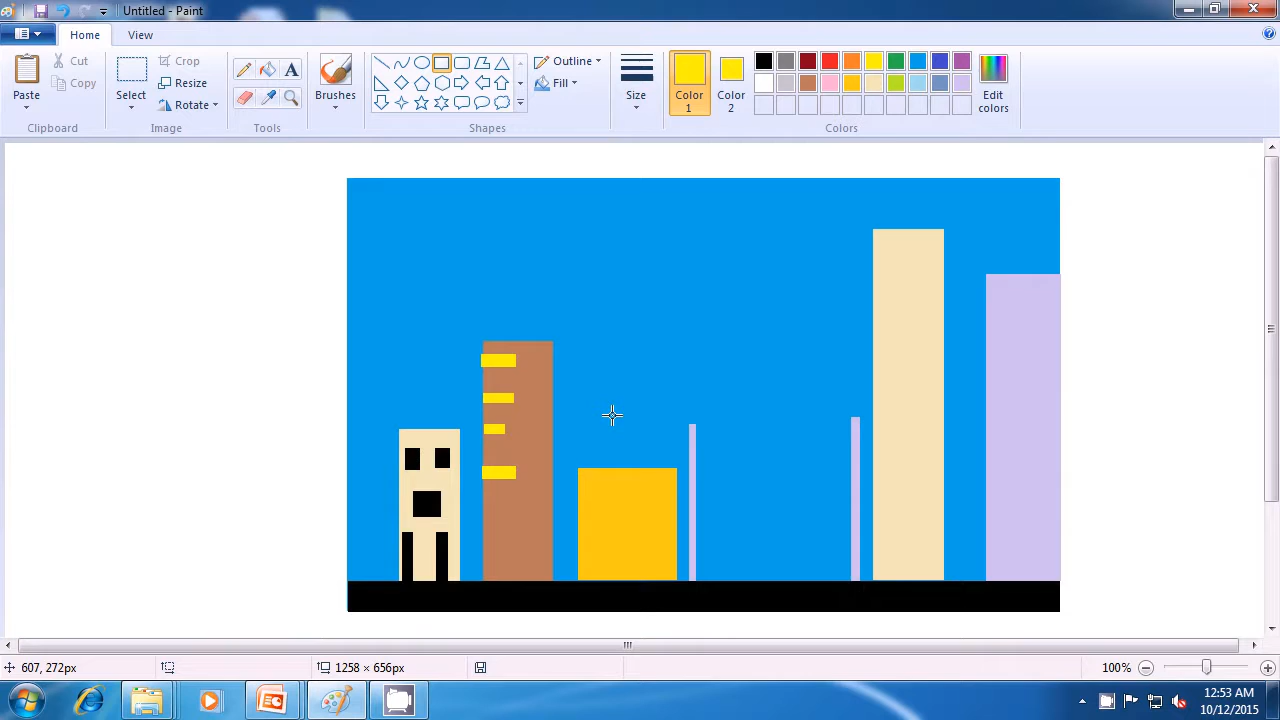 Untitled - Paint
Home View
Paste
Cut
Copy
Clipboard
Select
Crop
Resize
Rotate
Image
A
Tools
Brushes
Outline
Fill
Shapes
Size
Color 1
Color 2
Edit colors
Colors
607, 272px
1258 × 656px
100%
12:53 AM
10/12/2015